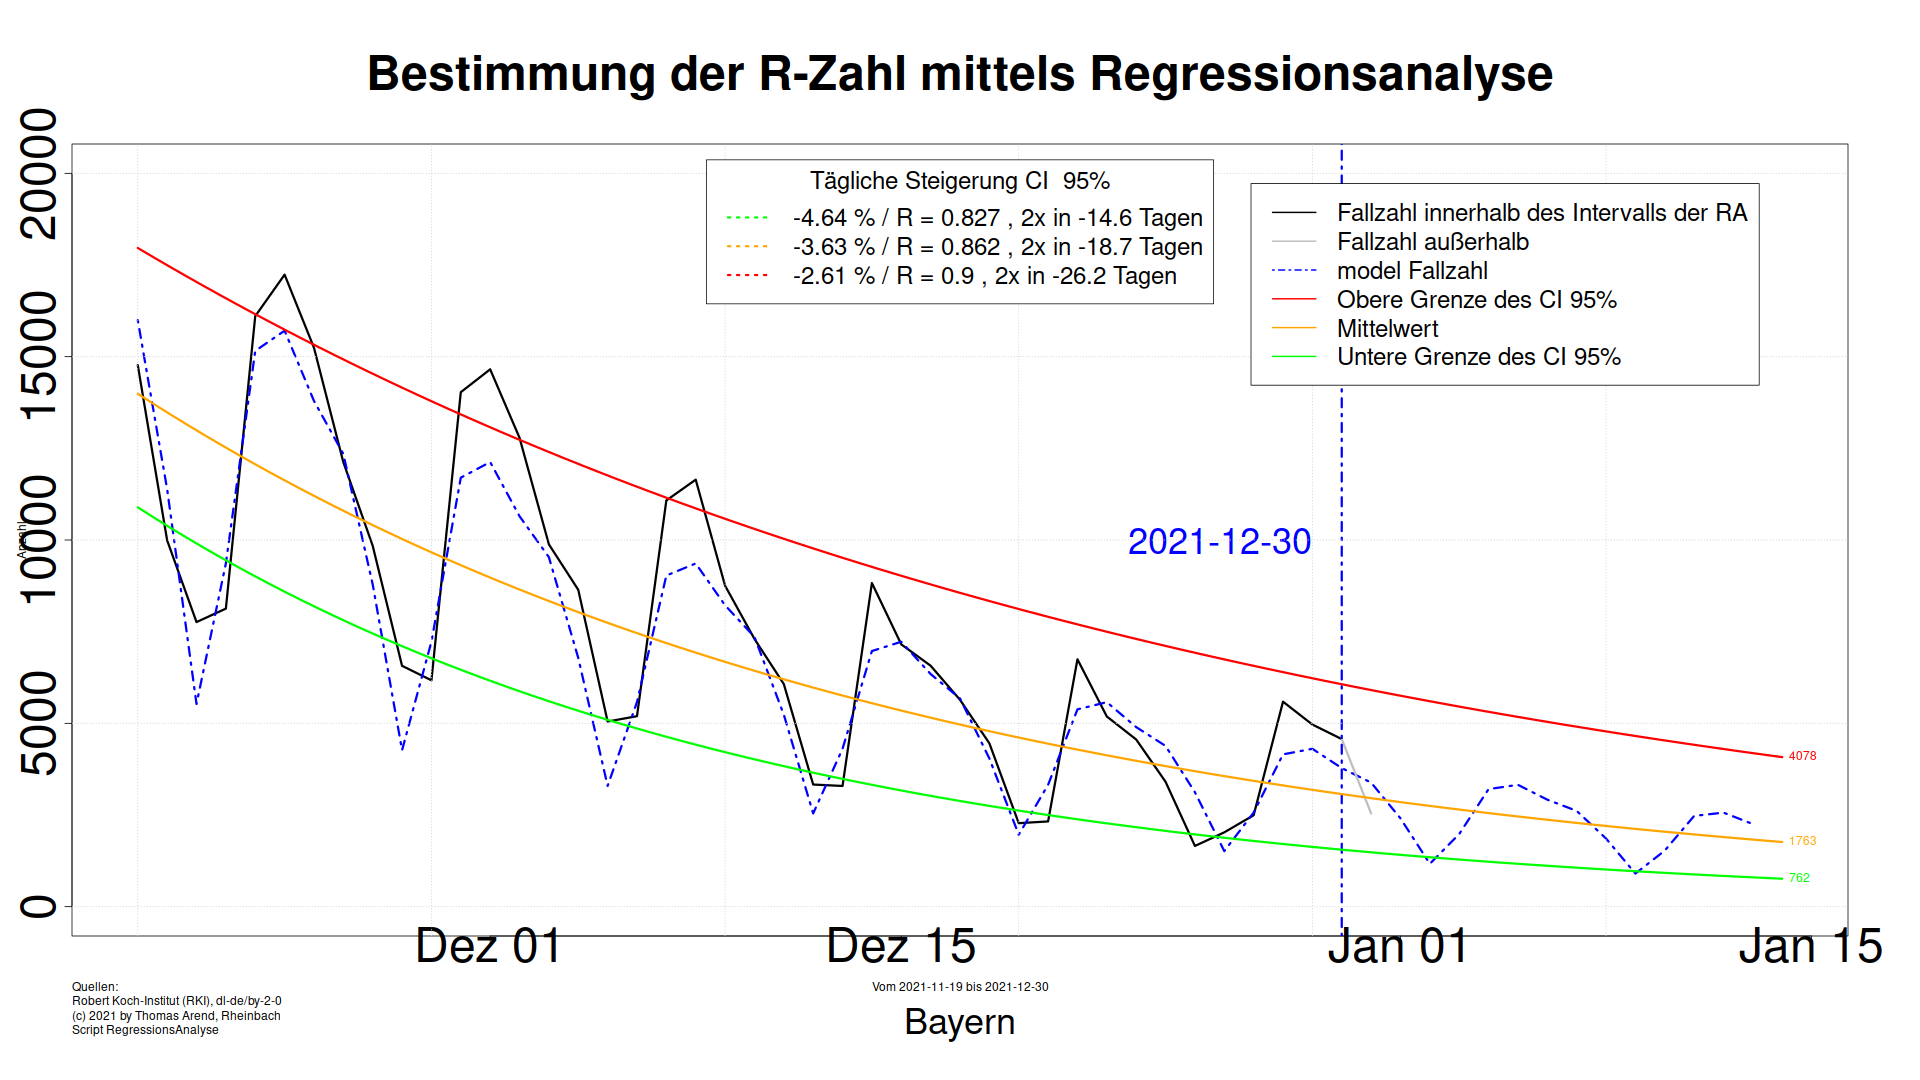 Bestimmung der R-Zahl mittels Regressionsanalyse
Tägliche Steigerung CI  95%
-4.64 % / R = 0.827 , 2x in -14.6 Tagen
-3.63 % / R = 0.862 , 2x in -18.7 Tagen
-2.61 % / R = 0.9 , 2x in -26.2 Tagen
Fallzahl innerhalb des Intervalls der RA
Fallzahl außerhalb
model Fallzahl
Obere Grenze des CI 95%
Mittelwert
Untere Grenze des CI 95%
20000
15000
10000
5000
0
Anzahl
2021-12-30
4078
1763
762
Dez 01
Dez 15
Jan 01
Jan 15
Quellen:
Robert Koch-Institut (RKI), dl-de/by-2-0
(c) 2021 by Thomas Arend, Rheinbach
Script RegressionsAnalyse
Vom 2021-11-19 bis 2021-12-30
Bayern